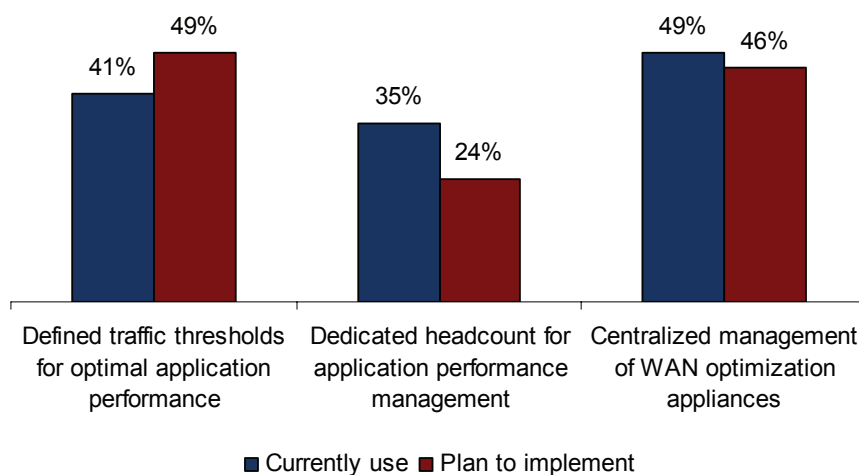 49%
41%
35%
24%
49%
46%
Defined traffic thresholds
for optimal application
performance
Dedicated headcount for
application performance
management
Centralized management
of WAN optimization
appliances
Currently use Plan to implement